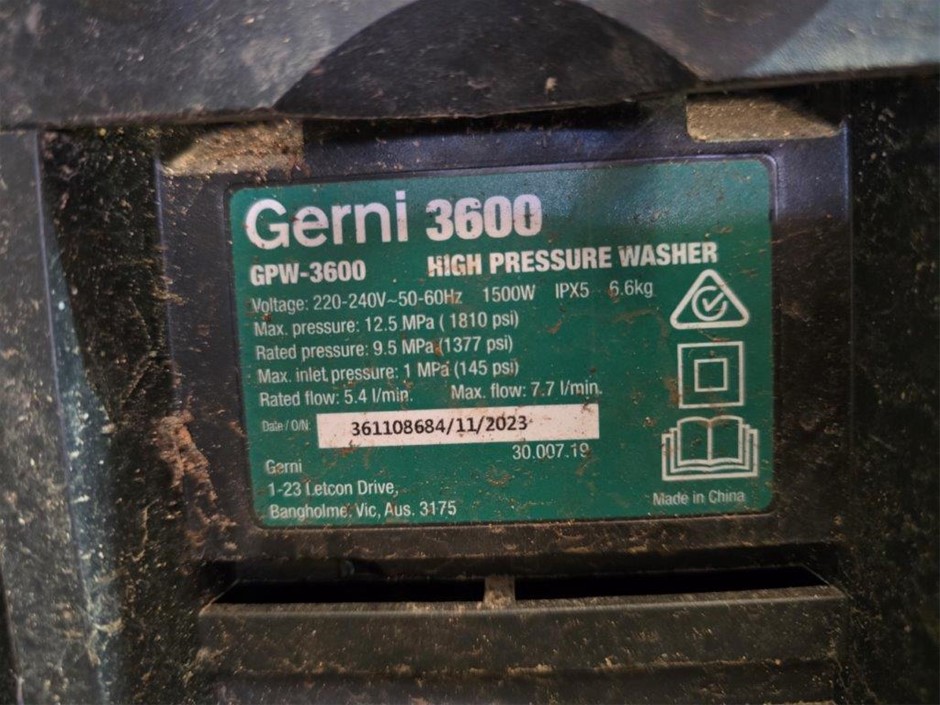 Gerni 3600
GPW-3600 HIGH PRESSURE WASHER
Voltage: 220-240V~50-60Hz 1500W IPX5 6.6kg
Max. pressure: 12.5 MPa ( 1810 psi)
Rated pressure: 9.5 MPa (1377 psi)
Max. inlet pressure: 1 MPa (145 psi)
Rated flow: 5.4 l/min. Max. flow: 7.7 l/min.
Date / O/N: 361108684/11/2023
30.007.19
Gerni
1-23 Letcon Drive,
Bangholme, Vic, Aus. 3175
Made in China